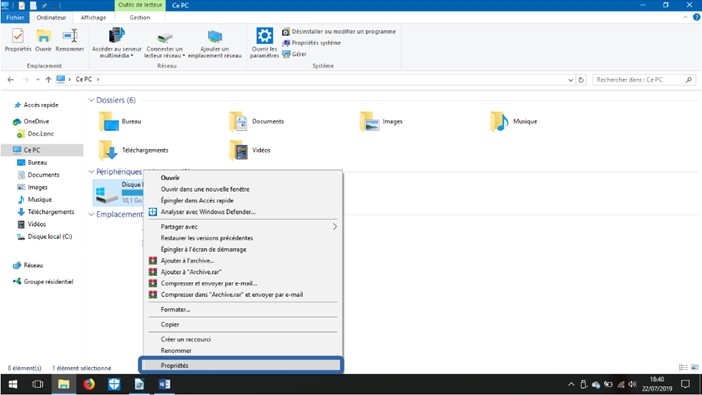 Outils de lecteur
Ce PC
Fichier
Ordinateur
Affichage
Gestion
Propriétés
Ouvrir
Renommer
Accéder au serveur
multimédia
Connecter un
lecteur réseau
Ajouter un
emplacement réseau
Ouvrir les
paramètres
Désinstaller ou modifier un programme
Propriétés système
Gérer
Emplacement
Réseau
Système
Ce PC
Rechercher dans : Ce PC
Accès rapide
OneDrive
Doc.Loric
Ce PC
Bureau
Documents
Images
Musique
Téléchargements
Vidéos
Disque local (C:)
Réseau
Groupe résidentiel
Dossiers (6)
Bureau
Documents
Images
Musique
Téléchargements
Vidéos
Périphériques
Disque
10,1 Go
Emplacem
Ouvrir
Ouvrir dans une nouvelle fenêtre
Épingler dans Accès rapide
Analyser avec Windows Defender...
Partager avec
Restaurer les versions précédentes
Épingler à l'écran de démarrage
Ajouter à l'archive...
Ajouter à "Archive.rar"
Compresser et envoyer par e-mail...
Compresser dans "Archive.rar" et envoyer par e-mail
Formater...
Copier
Créer un raccourci
Renommer
Propriétés
8 élément(s)
1 élément sélectionné
18:40
22/07/2019